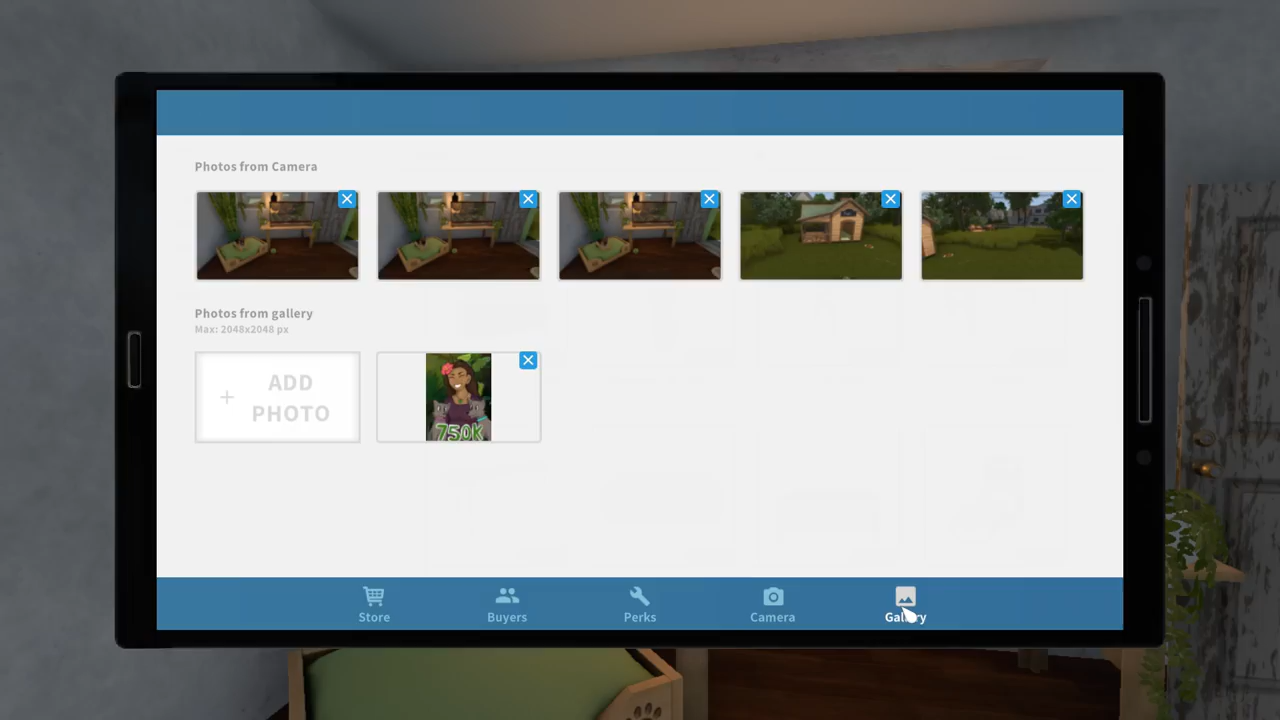 Photos from Camera
Photos from gallery
Max: 2048x2048 px
+ ADD
PHOTO
750K
Store
Buyers
Perks
Camera
Gallery